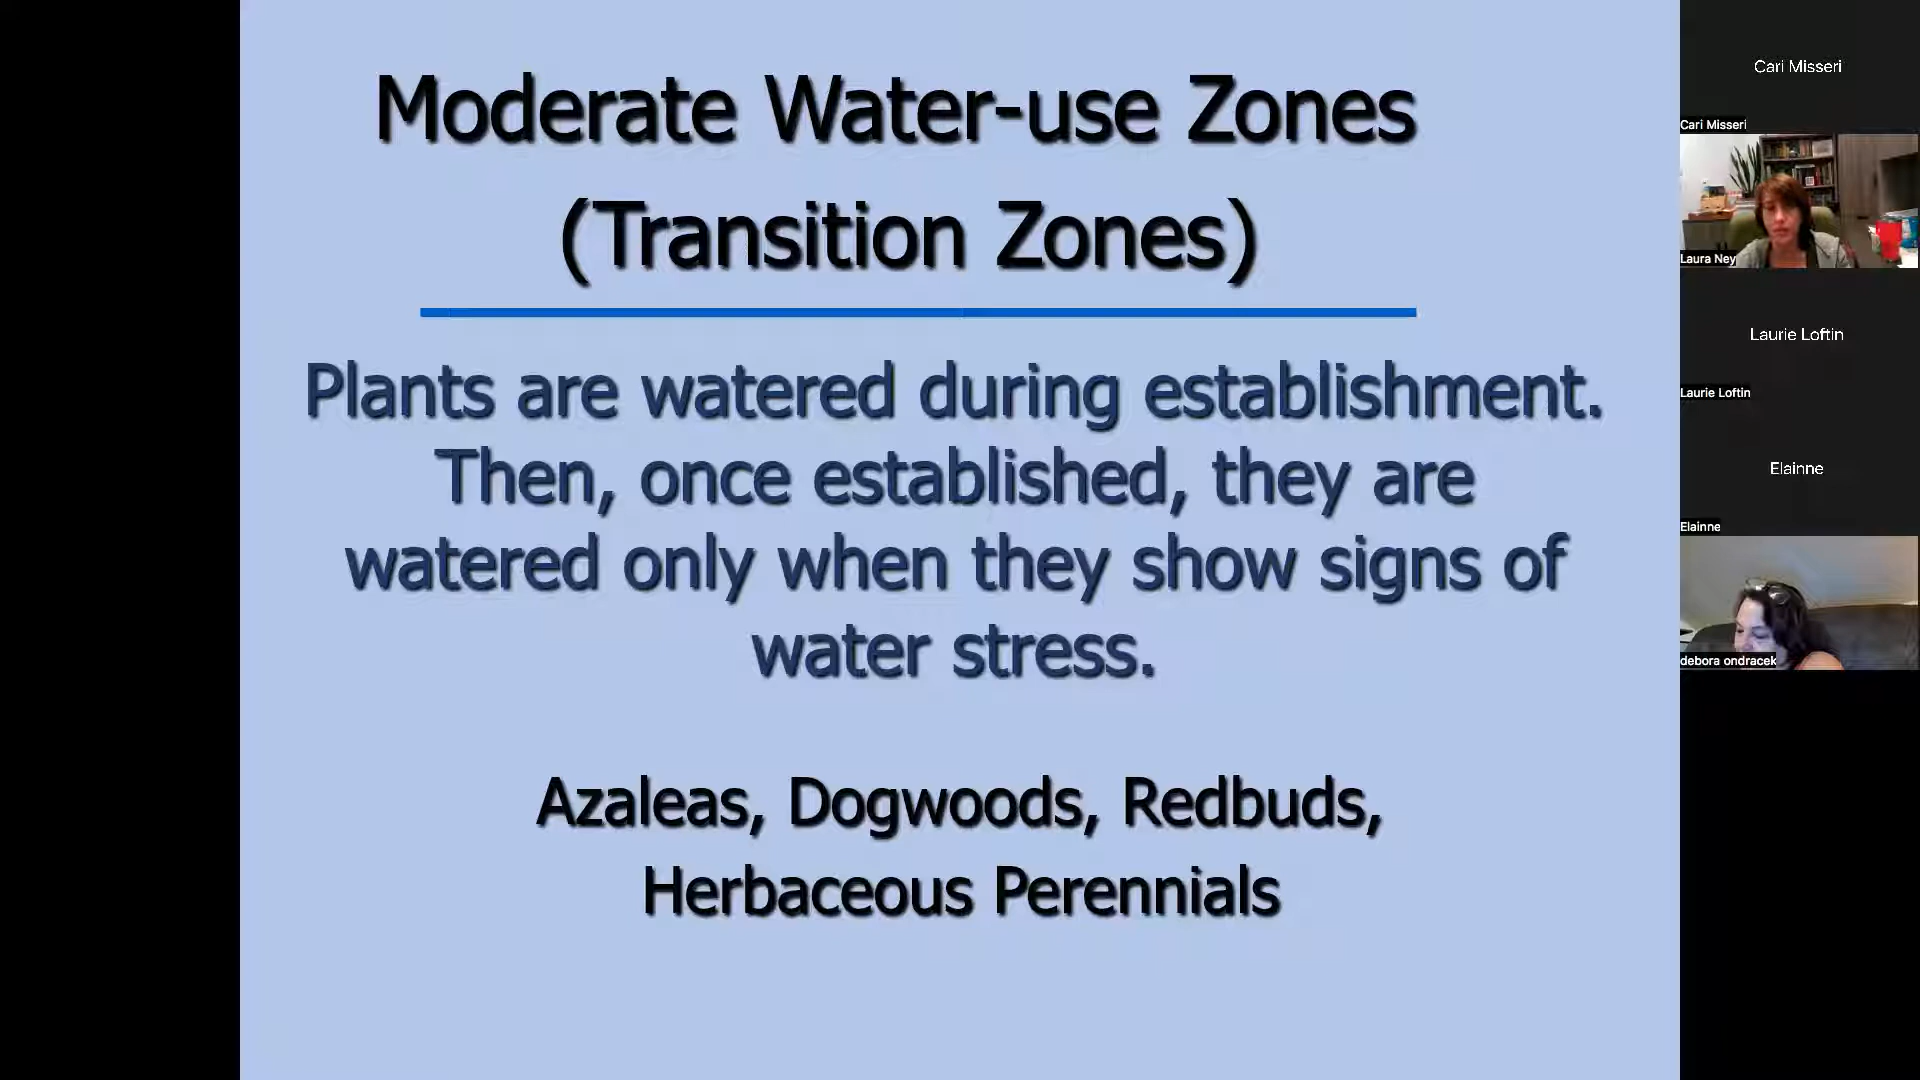 Moderate Water-use Zones
(Transition Zones)
Plants are watered during establishment.
Then, once established, they are
watered only when they show signs of
water stress.
Azaleas, Dogwoods, Redbuds,
Herbaceous Perennials
Cari Misseri
Cari Misseri
Laura Ney
Laurie Loftin
Laurie Loftin
Elainne
Elainne
debora ondracek